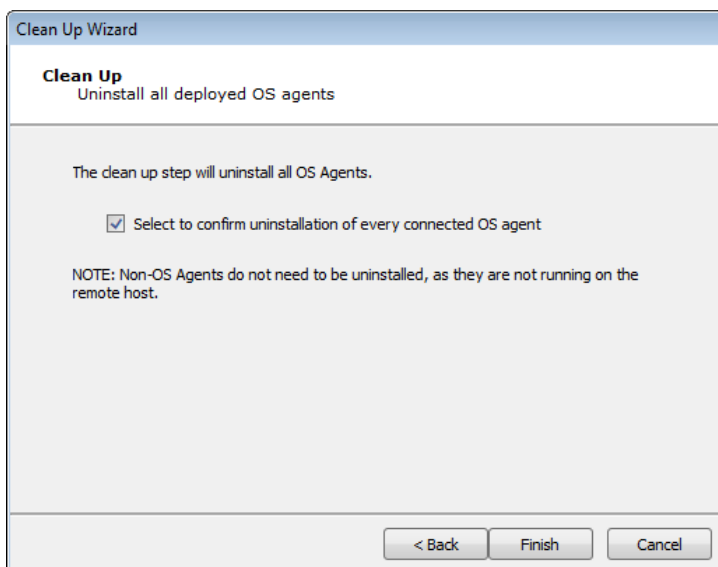 Clean Up Wizard
Clean Up
Uninstall all deployed OS agents
The clean up step will uninstall all OS Agents.
Select to confirm uninstallation of every connected OS agent
NOTE: Non-OS Agents do not need to be uninstalled, as they are not running on the
remote host.
< Back
Finish
Cancel